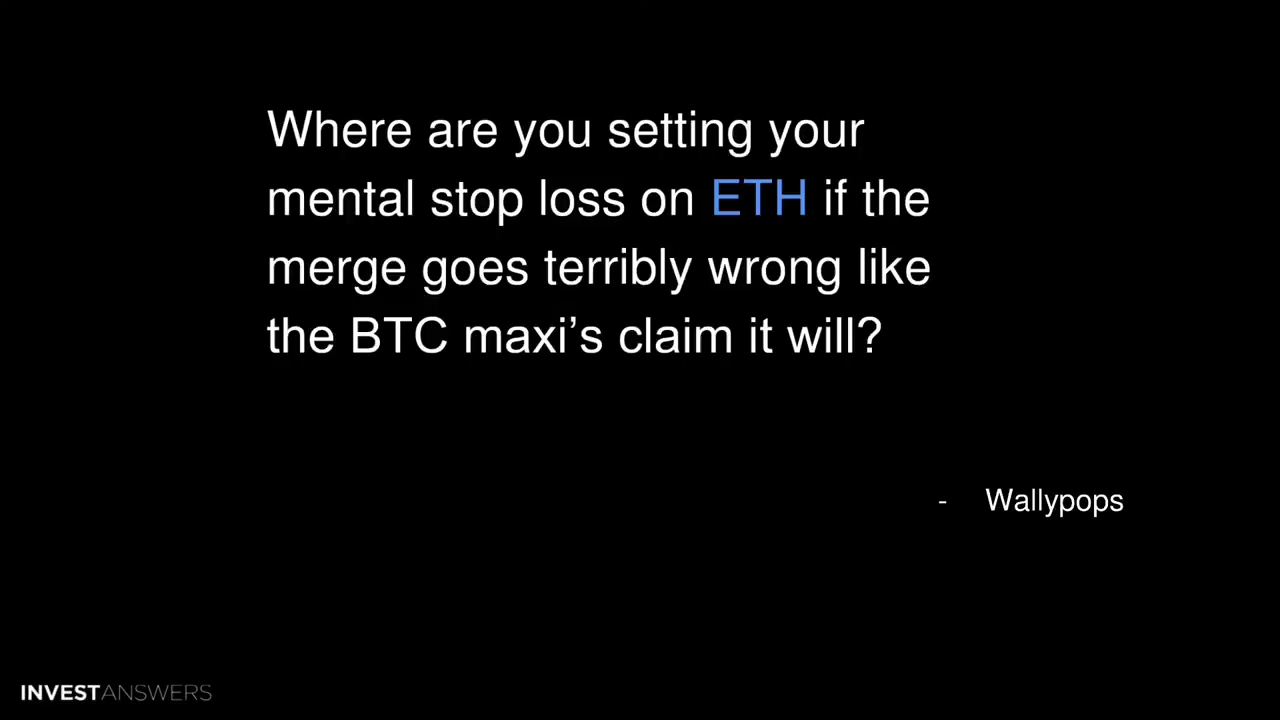 Where are you setting your
mental stop loss on ETH if the
merge goes terribly wrong like
the BTC maxi’s claim it will?
- Wallypops
INVESTANSWERS